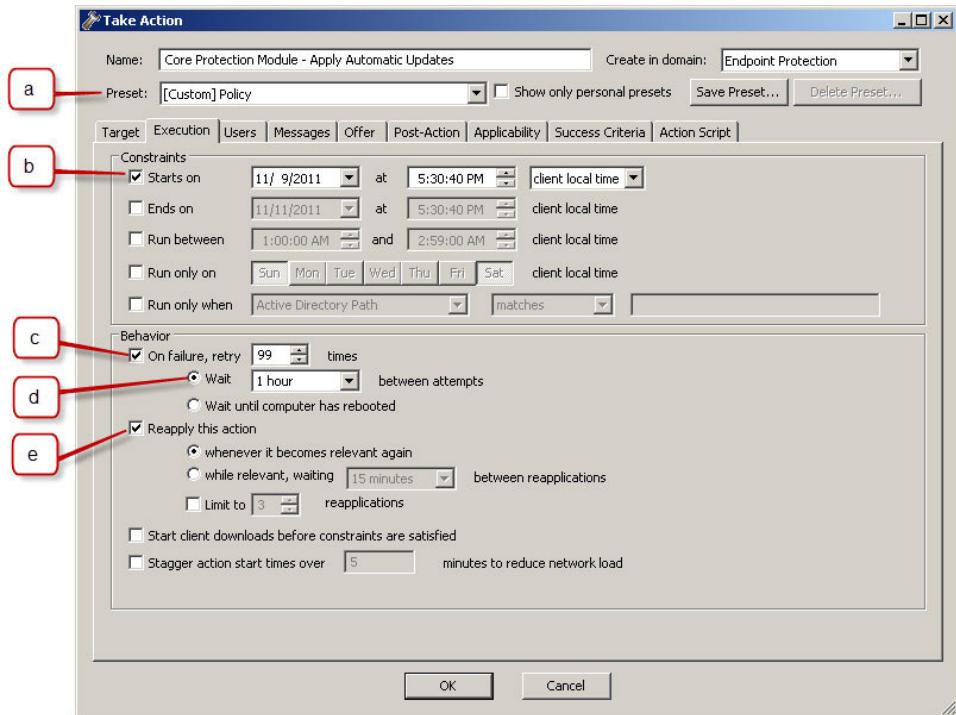 Take Action
Name: Core Protection Module - Apply Automatic Updates Create in domain: Endpoint Protection
a
Preset: [Custom] Policy Show only personal presets Save Preset... Delete Preset...
Target Execution Users Messages Offer Post-Action Applicability Success Criteria Action Script
Constraints
b
Starts on 11/ 9/2011 at 5:30:40 PM client local time
Ends on 11/11/2011 at 5:30:40 PM client local time
Run between 1:00:00 AM and 2:59:00 AM client local time
Run only on Sun Mon Tue Wed Thu Fri Sat client local time
Run only when Active Directory Path matches
Behavior
c
On failure, retry 99 times
Wait 1 hour between attempts
d
Wait until computer has rebooted
Reapply this action
e
whenever it becomes relevant again
while relevant, waiting 15 minutes between reapplications
Limit to 3 reapplications
Start client downloads before constraints are satisfied
Stagger action start times over 5 minutes to reduce network load
OK Cancel